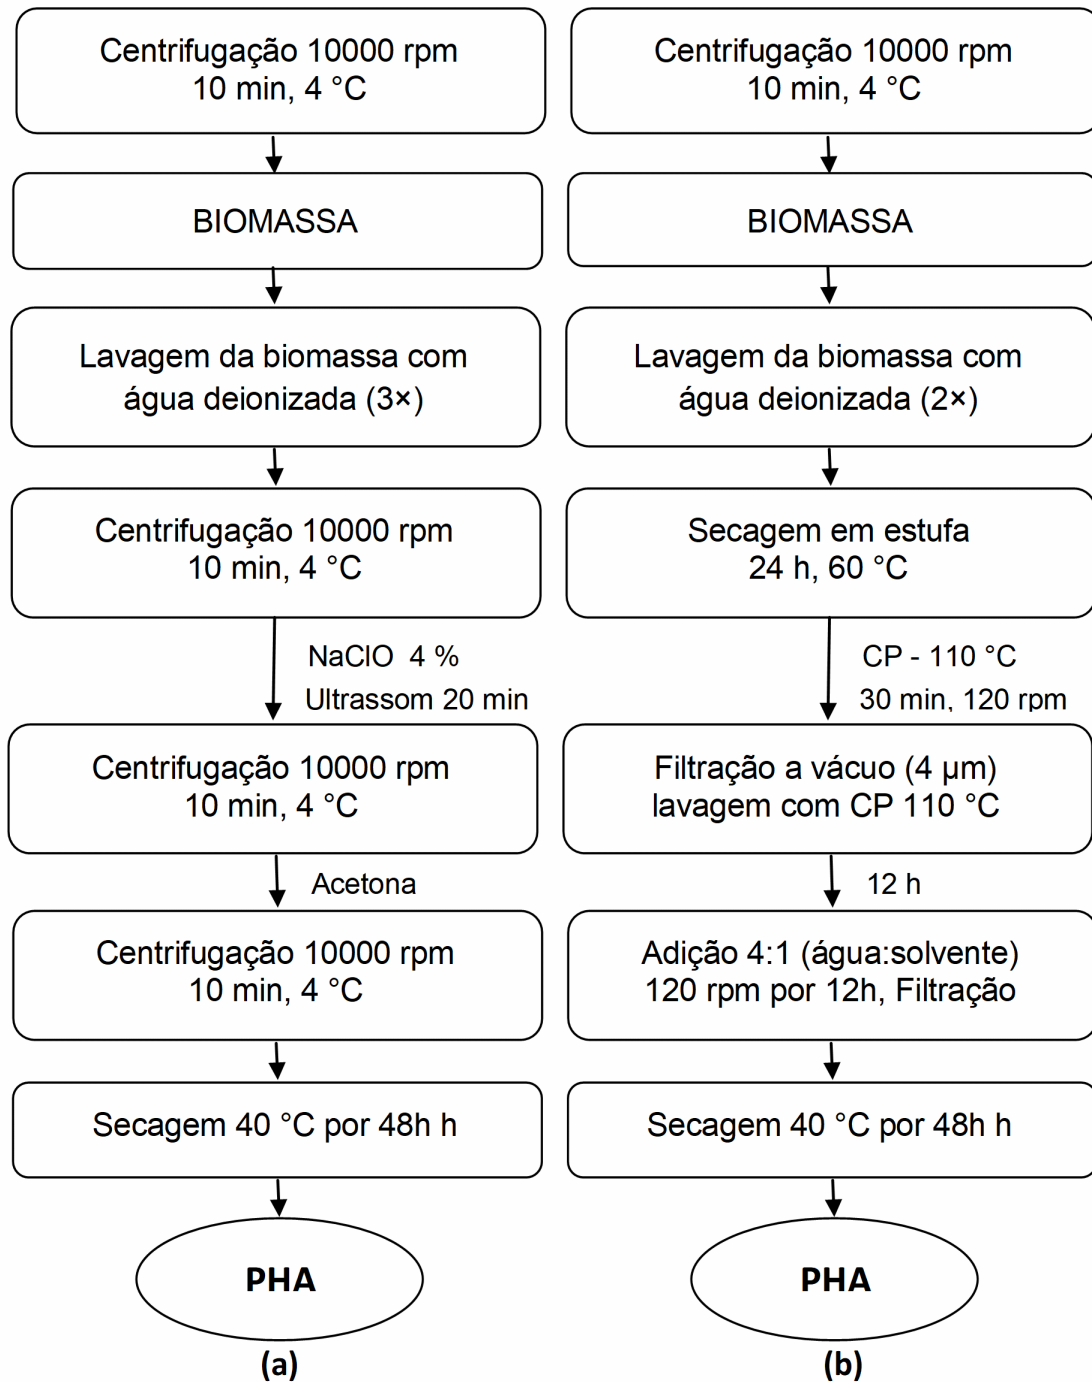 Centrifugação 10000 rpm
10 min, 4 °C
BIOMASSA
Lavagem da biomassa com
água deionizada (3×)
Centrifugação 10000 rpm
10 min, 4 °C
NaClO 4 %
Ultrassom 20 min
Centrifugação 10000 rpm
10 min, 4 °C
Acetona
Centrifugação 10000 rpm
10 min, 4 °C
Secagem 40 °C por 48h h
PHA
(a)
Centrifugação 10000 rpm
10 min, 4 °C
BIOMASSA
Lavagem da biomassa com
água deionizada (2×)
Secagem em estufa
24 h, 60 °C
CP - 110 °C
30 min, 120 rpm
Filtração a vácuo (4 µm)
lavagem com CP 110 °C
12 h
Adição 4:1 (água:solvente)
120 rpm por 12h, Filtração
Secagem 40 °C por 48h h
PHA
(b)